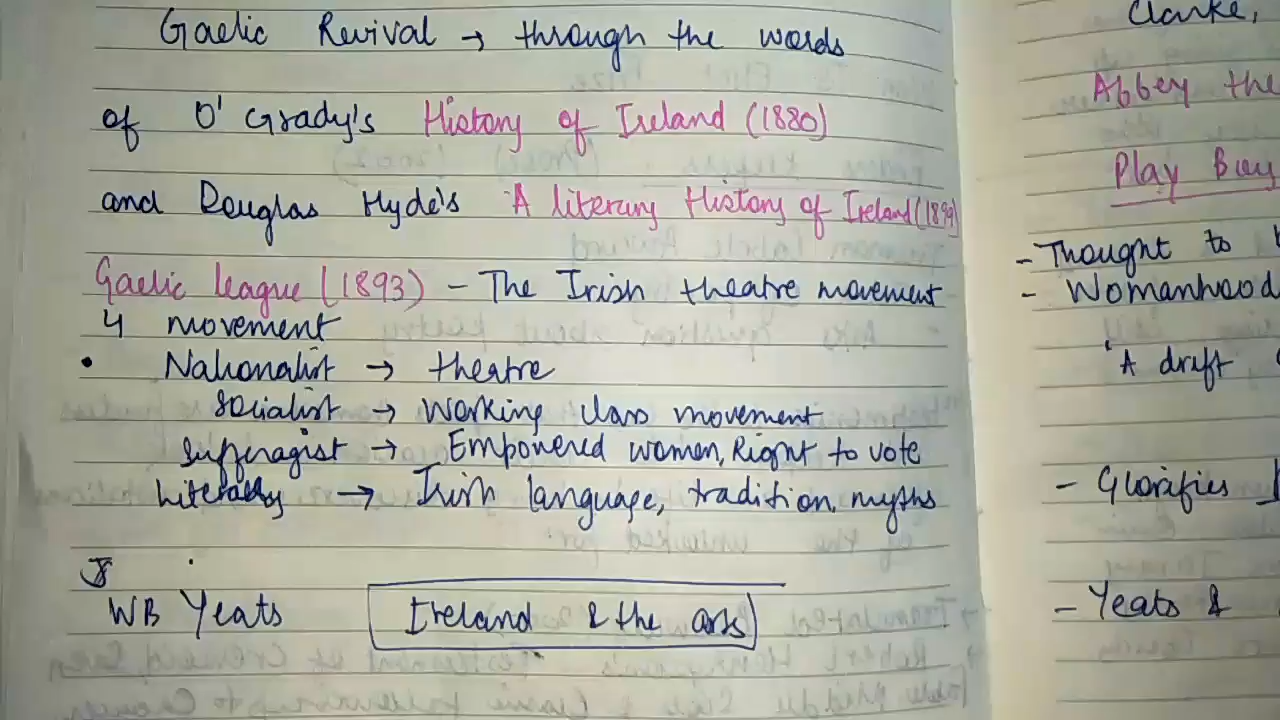 Gaelic Revival → through the words
of O'Grady's History of Ireland (1880)
and Douglas Hyde's 'A literary History of Ireland (1899)
Gaelic league (1893) - The Irish theatre movement
4 movement
• Nationalist → theatre
Socialist → Working class movement
Suffragist → Empowered women, Right to vote
Literary → Irish language, tradition, myths
WB Yeats Ireland & the arts
Clarke,
Abbey the
Play Boy
- Thought to
- Womanhood
'A drift
- Glorifies
- Yeats &